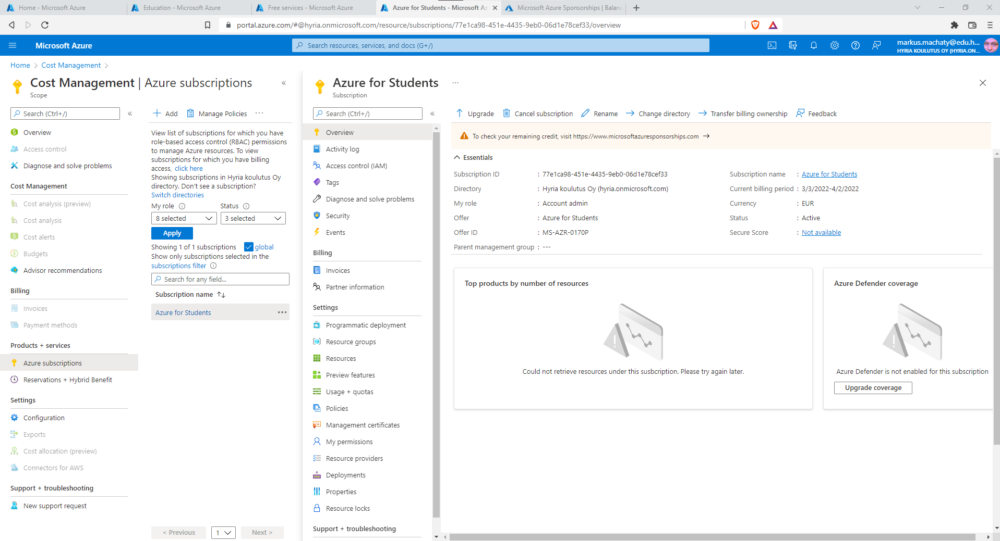 Home - Microsoft Azure
Education - Microsoft Azure
Free services - Microsoft Azure
Azure for Students - Microsoft Az
Microsoft Azure Sponsorships | Balanc
portal.azure.com/#@hyria.onmicrosoft.com/resource/subscriptions/77e1ca98-451e-4435-9eb0-06d1e78cef33/overview
Microsoft Azure
Search resources, services, and docs (G+/)
markus.machaty@edu.h...
HYRIA KOULUTUS OY (HYRIA.ON...
Home > Cost Management >
Cost Management | Azure subscriptions
Scope
Search (Ctrl+/)
Overview
Access control
Diagnose and solve problems
Cost Management
Cost analysis (preview)
Cost analysis
Cost alerts
Budgets
Advisor recommendations
Billing
Invoices
Payment methods
Products + services
Azure subscriptions
Reservations + Hybrid Benefit
Settings
Configuration
Exports
Cost allocation (preview)
Connectors for AWS
Support + troubleshooting
New support request
Add
Manage Policies
View list of subscriptions for which you have
role-based access control (RBAC) permissions
to manage Azure resources. To view
subscriptions for which you have billing
access, click here
Showing subscriptions in Hyria koulutus Oy
directory. Don't see a subscription?
Switch directories
My role
Status
8 selected
3 selected
Apply
Showing 1 of 1 subscriptions
global
Show only subscriptions selected in the
subscriptions filter
Search for any field...
Subscription name
Azure for Students
< Previous
1
Next >
Azure for Students
Subscription
Search (Ctrl+/)
Overview
Activity log
Access control (IAM)
Tags
Diagnose and solve problems
Security
Events
Billing
Invoices
Partner information
Settings
Programmatic deployment
Resource groups
Resources
Preview features
Usage + quotas
Policies
Management certificates
My permissions
Resource providers
Deployments
Properties
Resource locks
Support + troubleshooting
Upgrade
Cancel subscription
Rename
Change directory
Transfer billing ownership
Feedback
To check your remaining credit, visit https://www.microsoftazuresponsorships.com
Essentials
Subscription ID : 77e1ca98-451e-4435-9eb0-06d1e78cef33
Directory : Hyria koulutus Oy (hyria.onmicrosoft.com)
My role : Account admin
Offer : Azure for Students
Offer ID : MS-AZR-0170P
Parent management group : ---
Subscription name : Azure for Students
Current billing period : 3/3/2022-4/2/2022
Currency : EUR
Status : Active
Secure Score : Not available
Top products by number of resources
Could not retrieve resources under this susbcription. Please try again later.
Azure Defender coverage
Azure Defender is not enabled for this subscription
Upgrade coverage